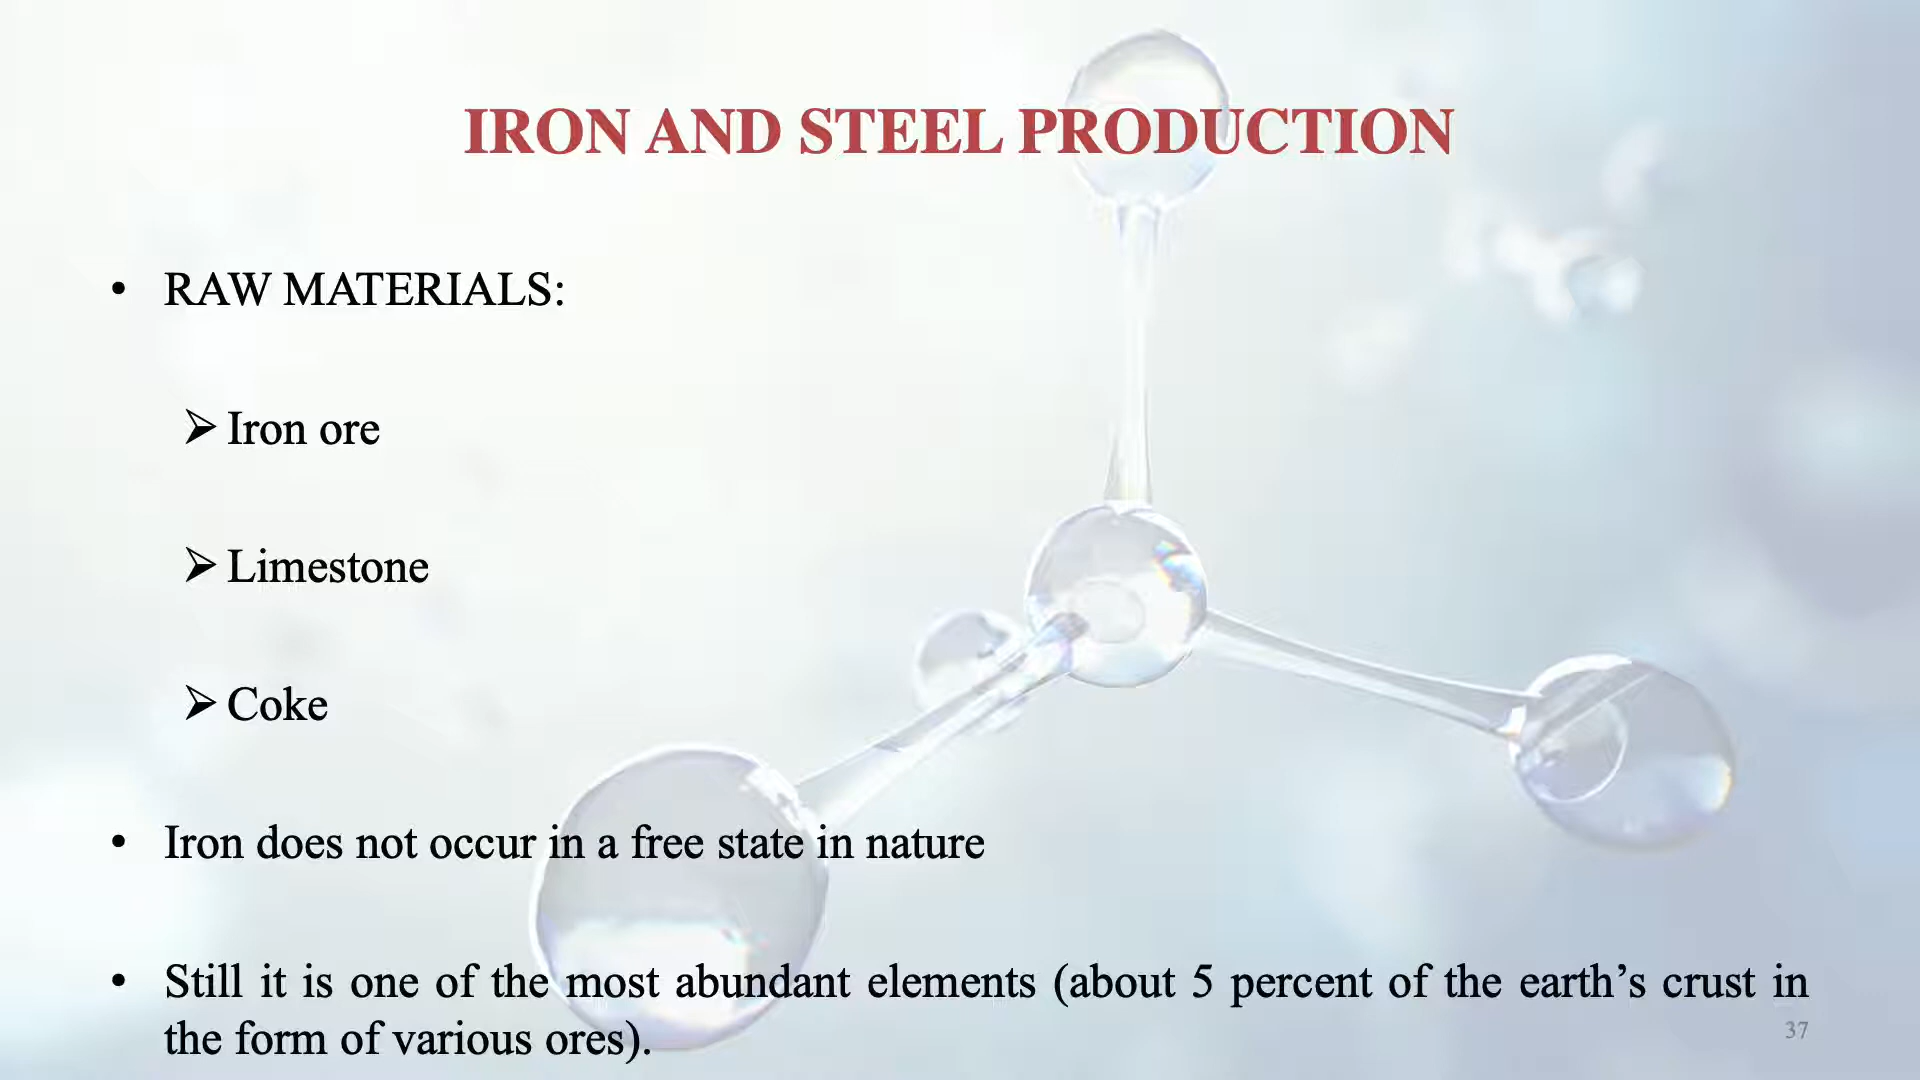 IRON AND STEEL PRODUCTION
• RAW MATERIALS:
➢ Iron ore
➢ Limestone
➢ Coke
• Iron does not occur in a free state in nature
• Still it is one of the most abundant elements (about 5 percent of the earth’s crust in
the form of various ores).
37